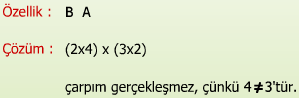 Özellik : B A
Çözüm : (2x4) x (3x2)
çarpım gerçekleşmez, çünkü 4≠3'tür.